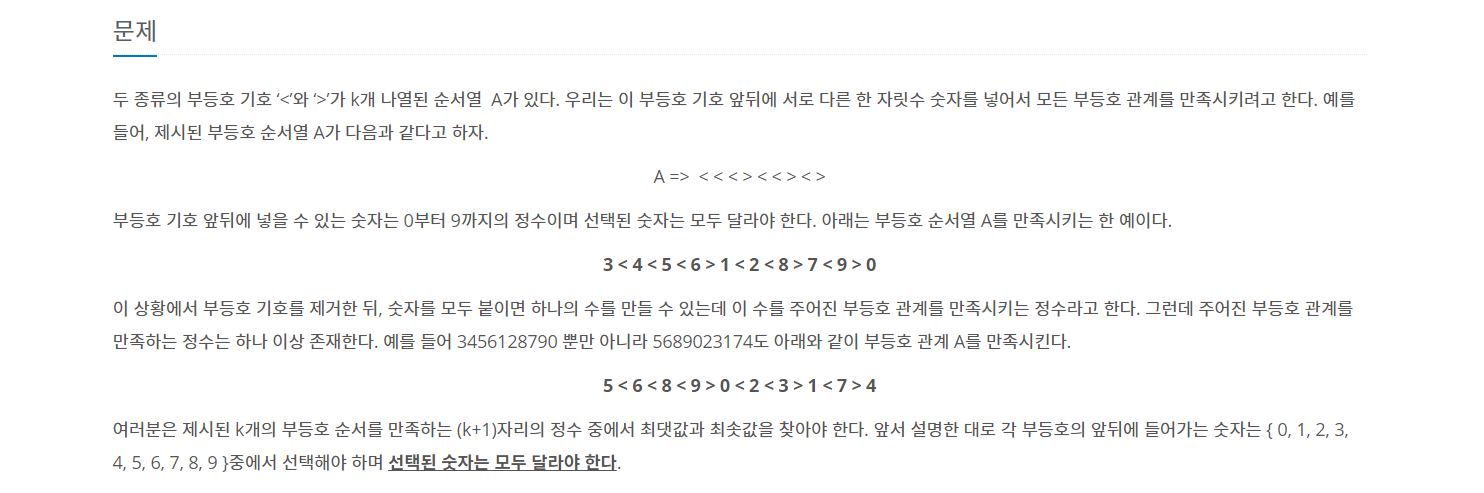 문제
두 종류의 부등호 기호 ‘<’와 ‘>’가 k개 나열된 순서열  A가 있다. 우리는 이 부등호 기호 앞뒤에 서로 다른 한 자릿수 숫자를 넣어서 모든 부등호 관계를 만족시키려고 한다. 예를
들어, 제시된 부등호 순서열 A가 다음과 같다고 하자.
A =>  < < < > < < > < >
부등호 기호 앞뒤에 넣을 수 있는 숫자는 0부터 9까지의 정수이며 선택된 숫자는 모두 달라야 한다. 아래는 부등호 순서열 A를 만족시키는 한 예이다.
3 < 4 < 5 < 6 > 1 < 2 < 8 > 7 < 9 > 0
이 상황에서 부등호 기호를 제거한 뒤, 숫자를 모두 붙이면 하나의 수를 만들 수 있는데 이 수를 주어진 부등호 관계를 만족시키는 정수라고 한다. 그런데 주어진 부등호 관계를
만족하는 정수는 하나 이상 존재한다. 예를 들어 3456128790 뿐만 아니라 5689023174도 아래와 같이 부등호 관계 A를 만족시킨다.
5 < 6 < 8 < 9 > 0 < 2 < 3 > 1 < 7 > 4
여러분은 제시된 k개의 부등호 순서를 만족하는 (k+1)자리의 정수 중에서 최댓값과 최솟값을 찾아야 한다. 앞서 설명한 대로 각 부등호의 앞뒤에 들어가는 숫자는 { 0, 1, 2, 3,
4, 5, 6, 7, 8, 9 }중에서 선택해야 하며 선택된 숫자는 모두 달라야 한다.